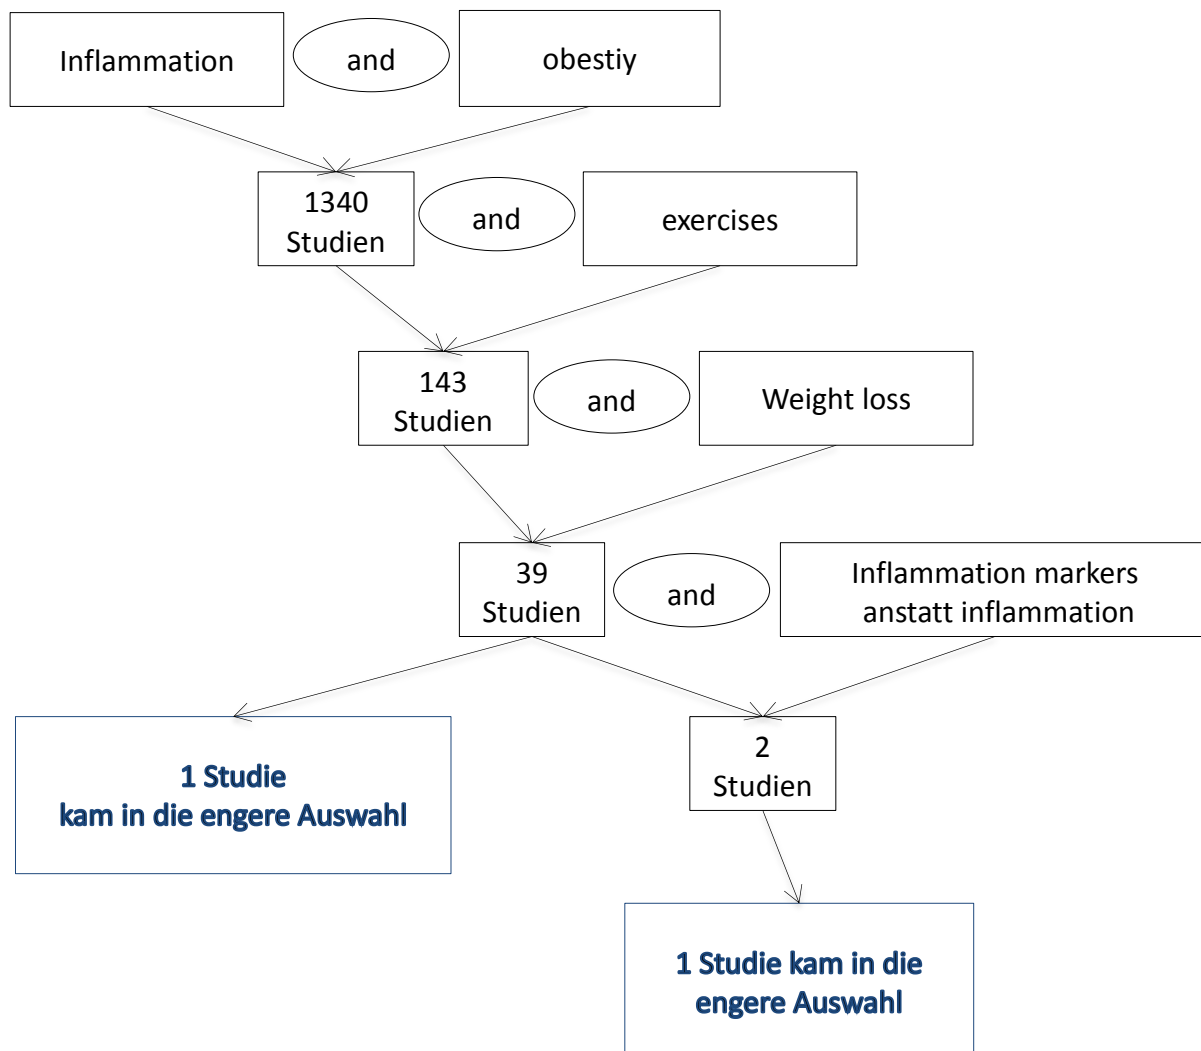 Inflammation
and
obestiy
1340
Studien
and
exercises
143
Studien
and
Weight loss
39
Studien
and
Inflammation markers
anstatt inflammation
1 Studie
kam in die engere Auswahl
2
Studien
1 Studie kam in die
engere Auswahl